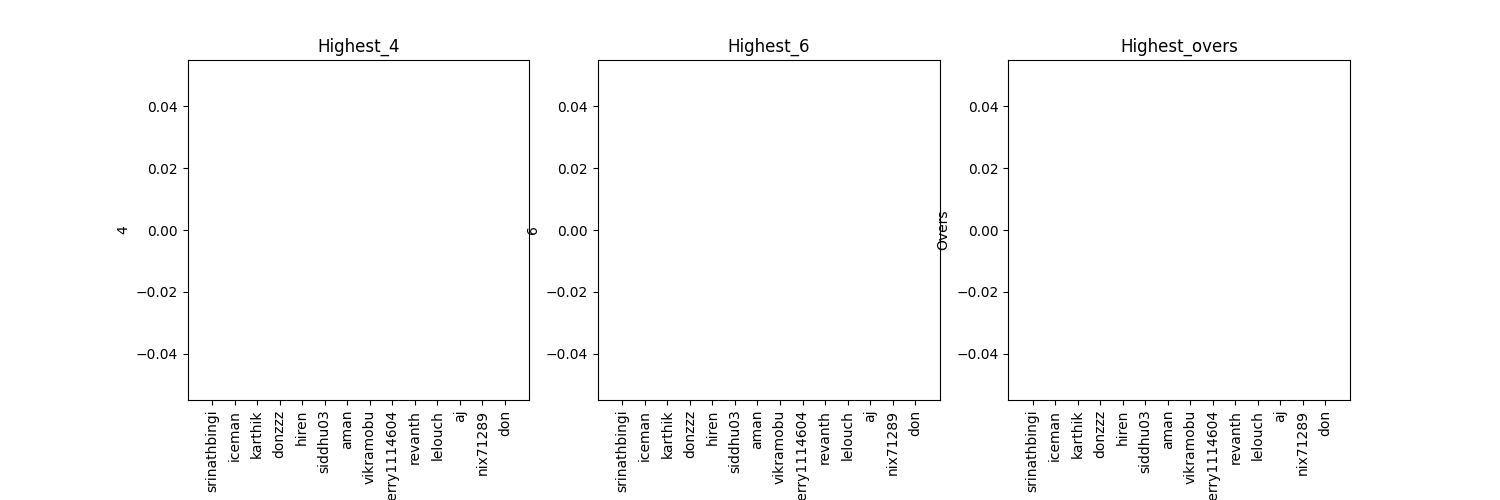 Highest_4
0.04
0.02
0.00
−0.02
−0.04
4
srinathbingi
iceman
karthik
donzzz
hiren
siddhu03
aman
vikramobu
erry1114604
revanth
lelouch
aj
nix71289
don
Highest_6
0.04
0.02
0.00
−0.02
−0.04
6
srinathbingi
iceman
karthik
donzzz
hiren
siddhu03
aman
vikramobu
erry1114604
revanth
lelouch
aj
nix71289
don
Highest_overs
0.04
0.02
0.00
−0.02
−0.04
Overs
srinathbingi
iceman
karthik
donzzz
hiren
siddhu03
aman
vikramobu
erry1114604
revanth
lelouch
aj
nix71289
don